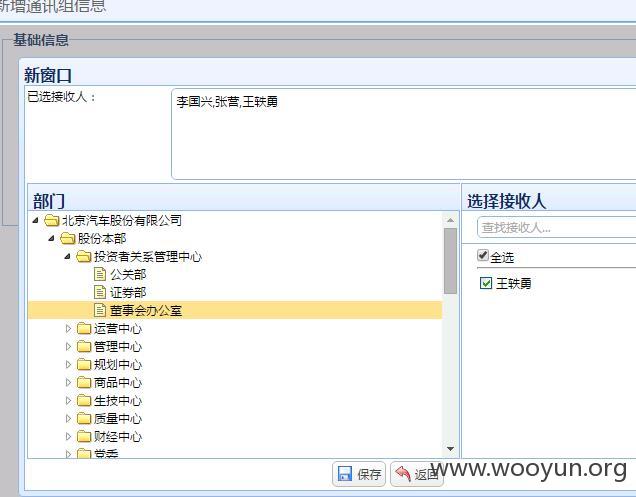 新增通讯组信息
基础信息
新窗口
已选接收人：
李国兴,张营,王轶勇
部门
选择接收人
北京汽车股份有限公司
查找接收人...
股份本部
投资者关系管理中心
全选
公关部
证券部
王轶勇
董事会办公室
运营中心
管理中心
规划中心
商品中心
生技中心
质量中心
财经中心
党委
保存
返回
www.wooyun.org